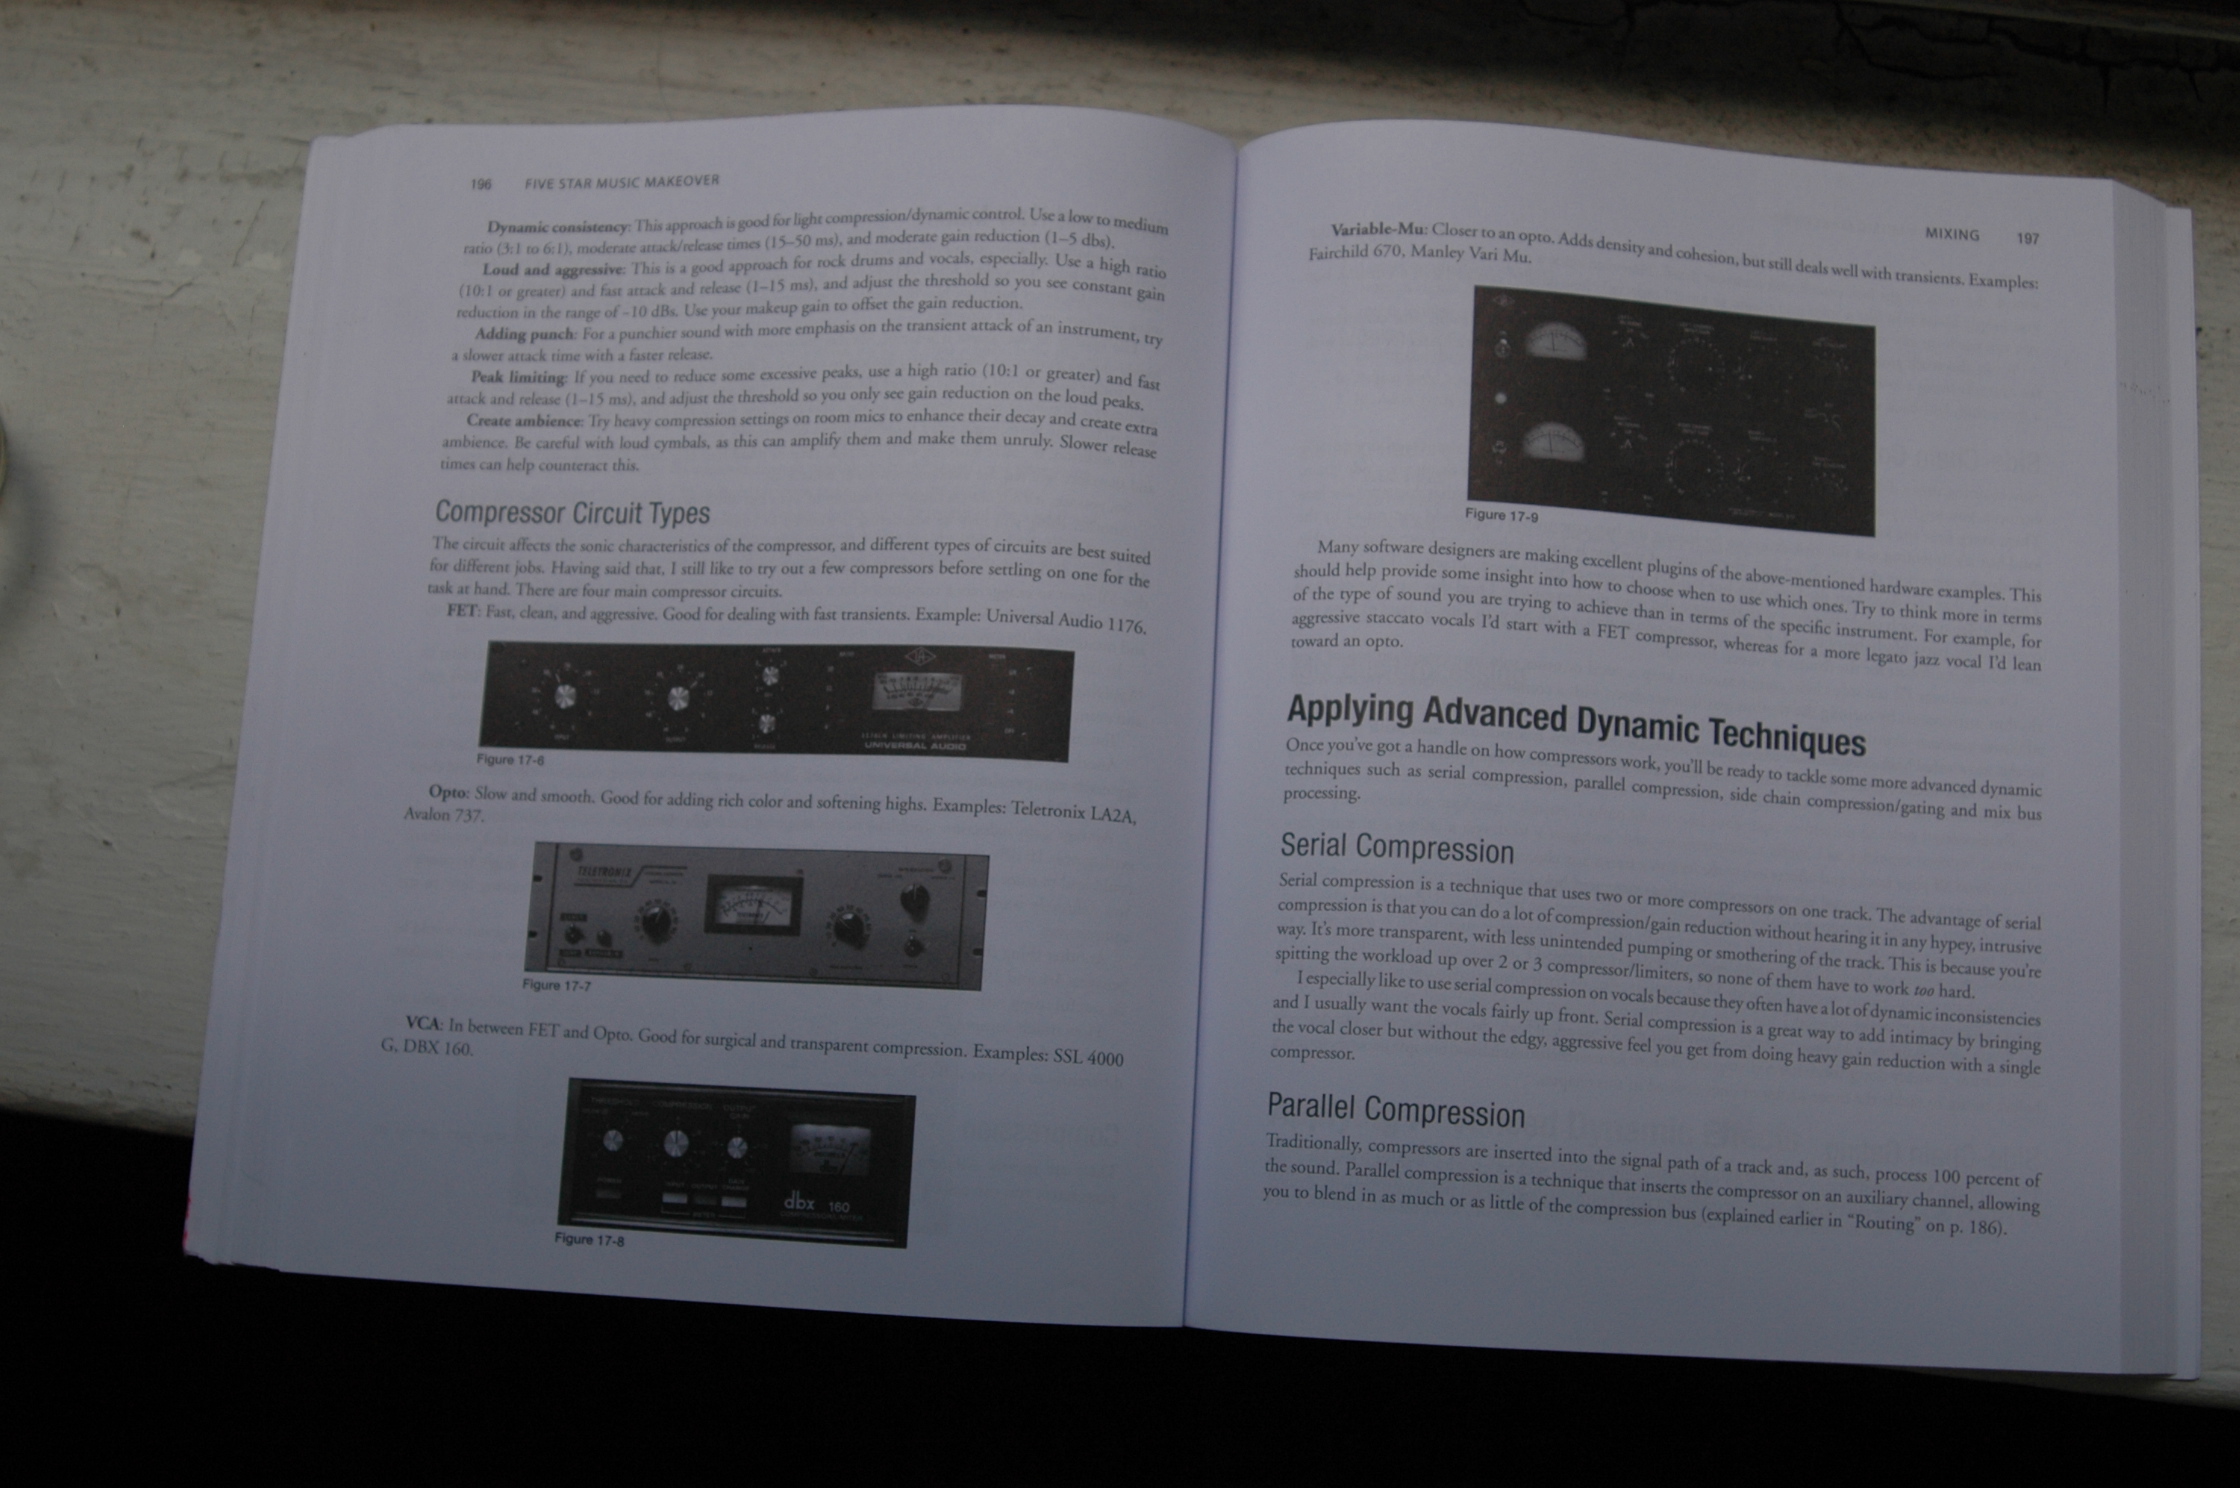 196 FIVE STAR MUSIC MAKEOVER
Dynamic consistency: This approach is good for light compression/dynamic control. Use a low to medium
ratio (3:1 to 6:1), moderate attack/release times (15–50 ms), and moderate gain reduction (1–5 dbs).
Loud and aggressive: This is a good approach for rock drums and vocals, especially. Use a high ratio
(10:1 or greater) and fast attack and release (1–15 ms), and adjust the threshold so you see constant gain
reduction in the range of -10 dBs. Use your makeup gain to offset the gain reduction.
Adding punch: For a punchier sound with more emphasis on the transient attack of an instrument, try
a slower attack time with a faster release.
Peak limiting: If you need to reduce some excessive peaks, use a high ratio (10:1 or greater) and fast
attack and release (1–15 ms), and adjust the threshold so you only see gain reduction on the loud peaks.
Create ambience: Try heavy compression settings on room mics to enhance their decay and create extra
ambience. Be careful with loud cymbals, as this can amplify them and make them unruly. Slower release
times can help counteract this.
Compressor Circuit Types
The circuit affects the sonic characteristics of the compressor, and different types of circuits are best suited
for different jobs. Having said that, I still like to try out a few compressors before settling on one for the
task at hand. There are four main compressor circuits.
FET: Fast, clean, and aggressive. Good for dealing with fast transients. Example: Universal Audio 1176.
UNIVERSAL AUDIO
Figure 17-6
Opto: Slow and smooth. Good for adding rich color and softening highs. Examples: Teletronix LA2A,
Avalon 737.
TELETRONIX
Figure 17-7
VCA: In between FET and Opto. Good for surgical and transparent compression. Examples: SSL 4000
G, DBX 160.
THRESHOLD COMPRESSION OUTPUT
dbx 160
Figure 17-8
MIXING 197
Variable-Mu: Closer to an opto. Adds density and cohesion, but still deals well with transients. Examples:
Fairchild 670, Manley Vari Mu.
Figure 17-9
Many software designers are making excellent plugins of the above-mentioned hardware examples. This
should help provide some insight into how to choose when to use which ones. Try to think more in terms
of the type of sound you are trying to achieve than in terms of the specific instrument. For example, for
aggressive staccato vocals I'd start with a FET compressor, whereas for a more legato jazz vocal I'd lean
toward an opto.
Applying Advanced Dynamic Techniques
Once you've got a handle on how compressors work, you'll be ready to tackle some more advanced dynamic
techniques such as serial compression, parallel compression, side chain compression/gating and mix bus
processing.
Serial Compression
Serial compression is a technique that uses two or more compressors on one track. The advantage of serial
compression is that you can do a lot of compression/gain reduction without hearing it in any hypey, intrusive
way. It's more transparent, with less unintended pumping or smothering of the track. This is because you're
spitting the workload up over 2 or 3 compressor/limiters, so none of them have to work too hard.
I especially like to use serial compression on vocals because they often have a lot of dynamic inconsistencies
and I usually want the vocals fairly up front. Serial compression is a great way to add intimacy by bringing
the vocal closer but without the edgy, aggressive feel you get from doing heavy gain reduction with a single
compressor.
Parallel Compression
Traditionally, compressors are inserted into the signal path of a track and, as such, process 100 percent of
the sound. Parallel compression is a technique that inserts the compressor on an auxiliary channel, allowing
you to blend in as much or as little of the compression bus (explained earlier in "Routing" on p. 186).